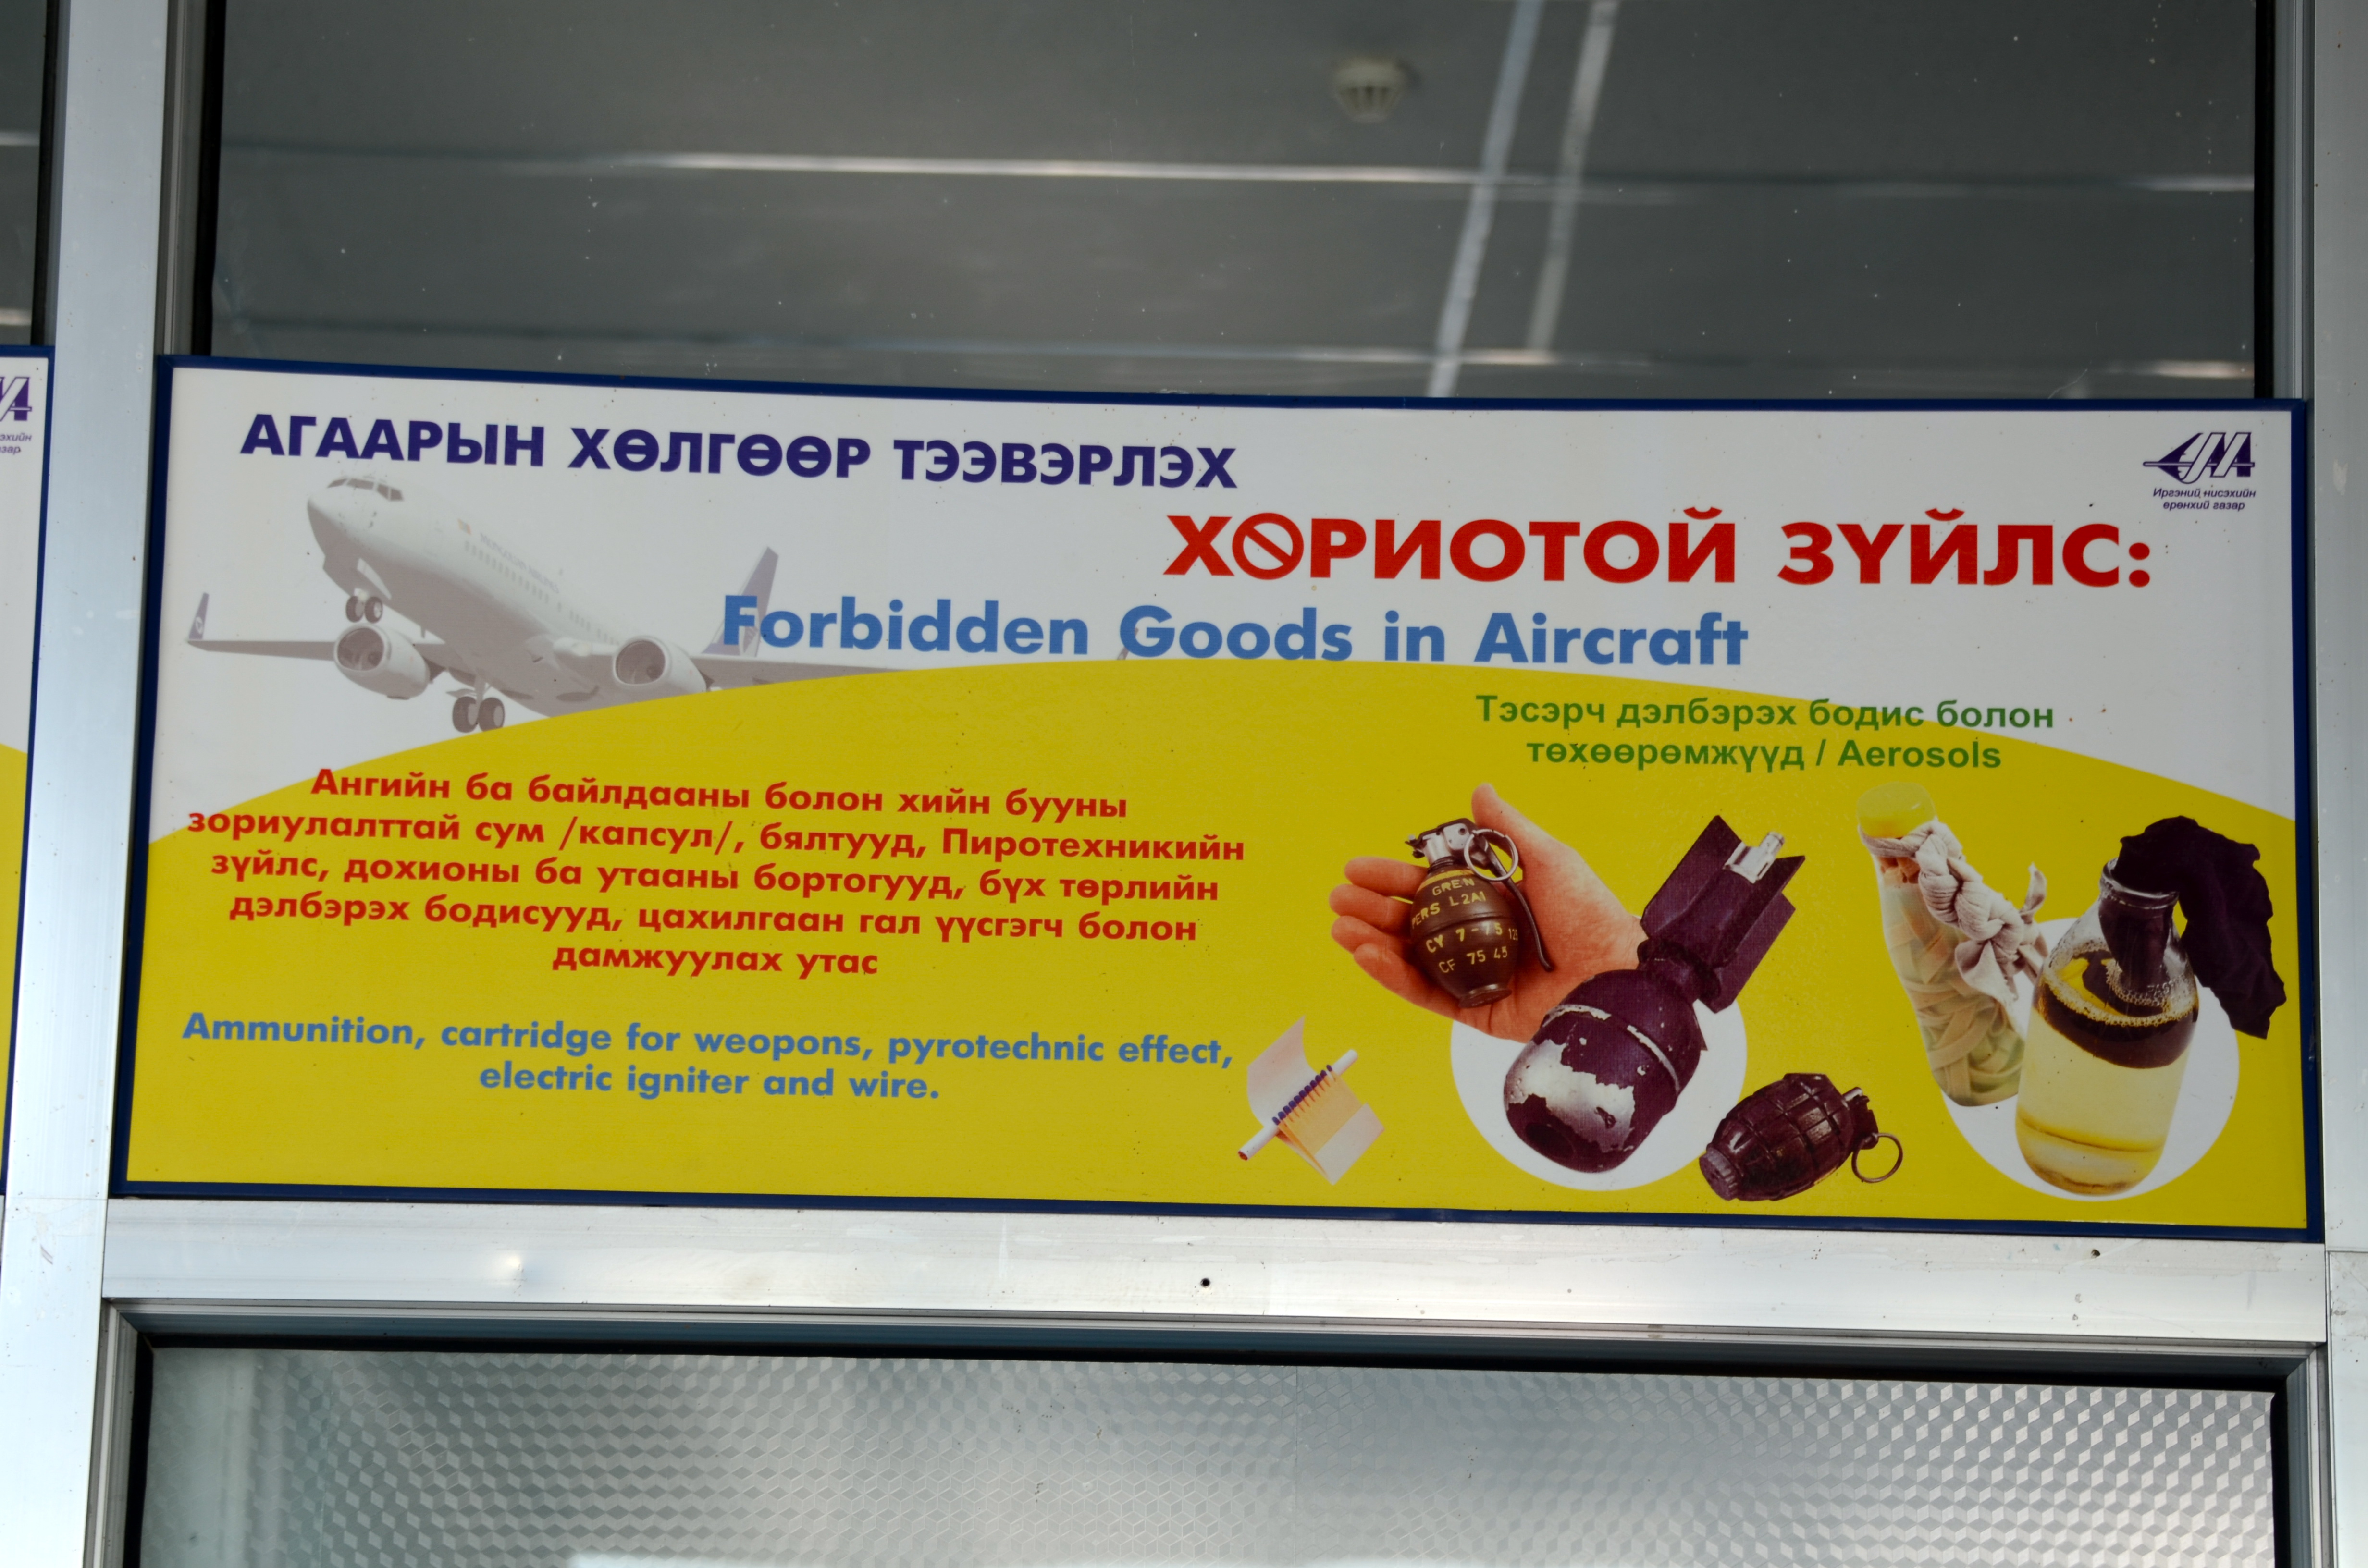 АГААРЫН ХӨЛГӨӨР ТЭЭВЭРЛЭХ
ХОРИОТОЙ ЗҮЙЛС:
Forbidden Goods in Aircraft
Иргэний нисэхийн
ерөнхий газар
Тэсэрч дэлбэрэх бодис болон
төхөөрөмжүүд / Aerosols
Ангийн ба байлдааны болон хийн бууны
зориулалттай сум /капсул/, бялтууд, Пиротехникийн
зүйлс, дохионы ба утааны бортогууд, бүх төрлийн
дэлбэрэх бодисууд, цахилгаан гал үүсгэгч болон
дамжуулах утас
Ammunition, cartridge for weopons, pyrotechnic effect,
electric igniter and wire.
GREN
PERS L2A1
CY 7-75
CF 75 45